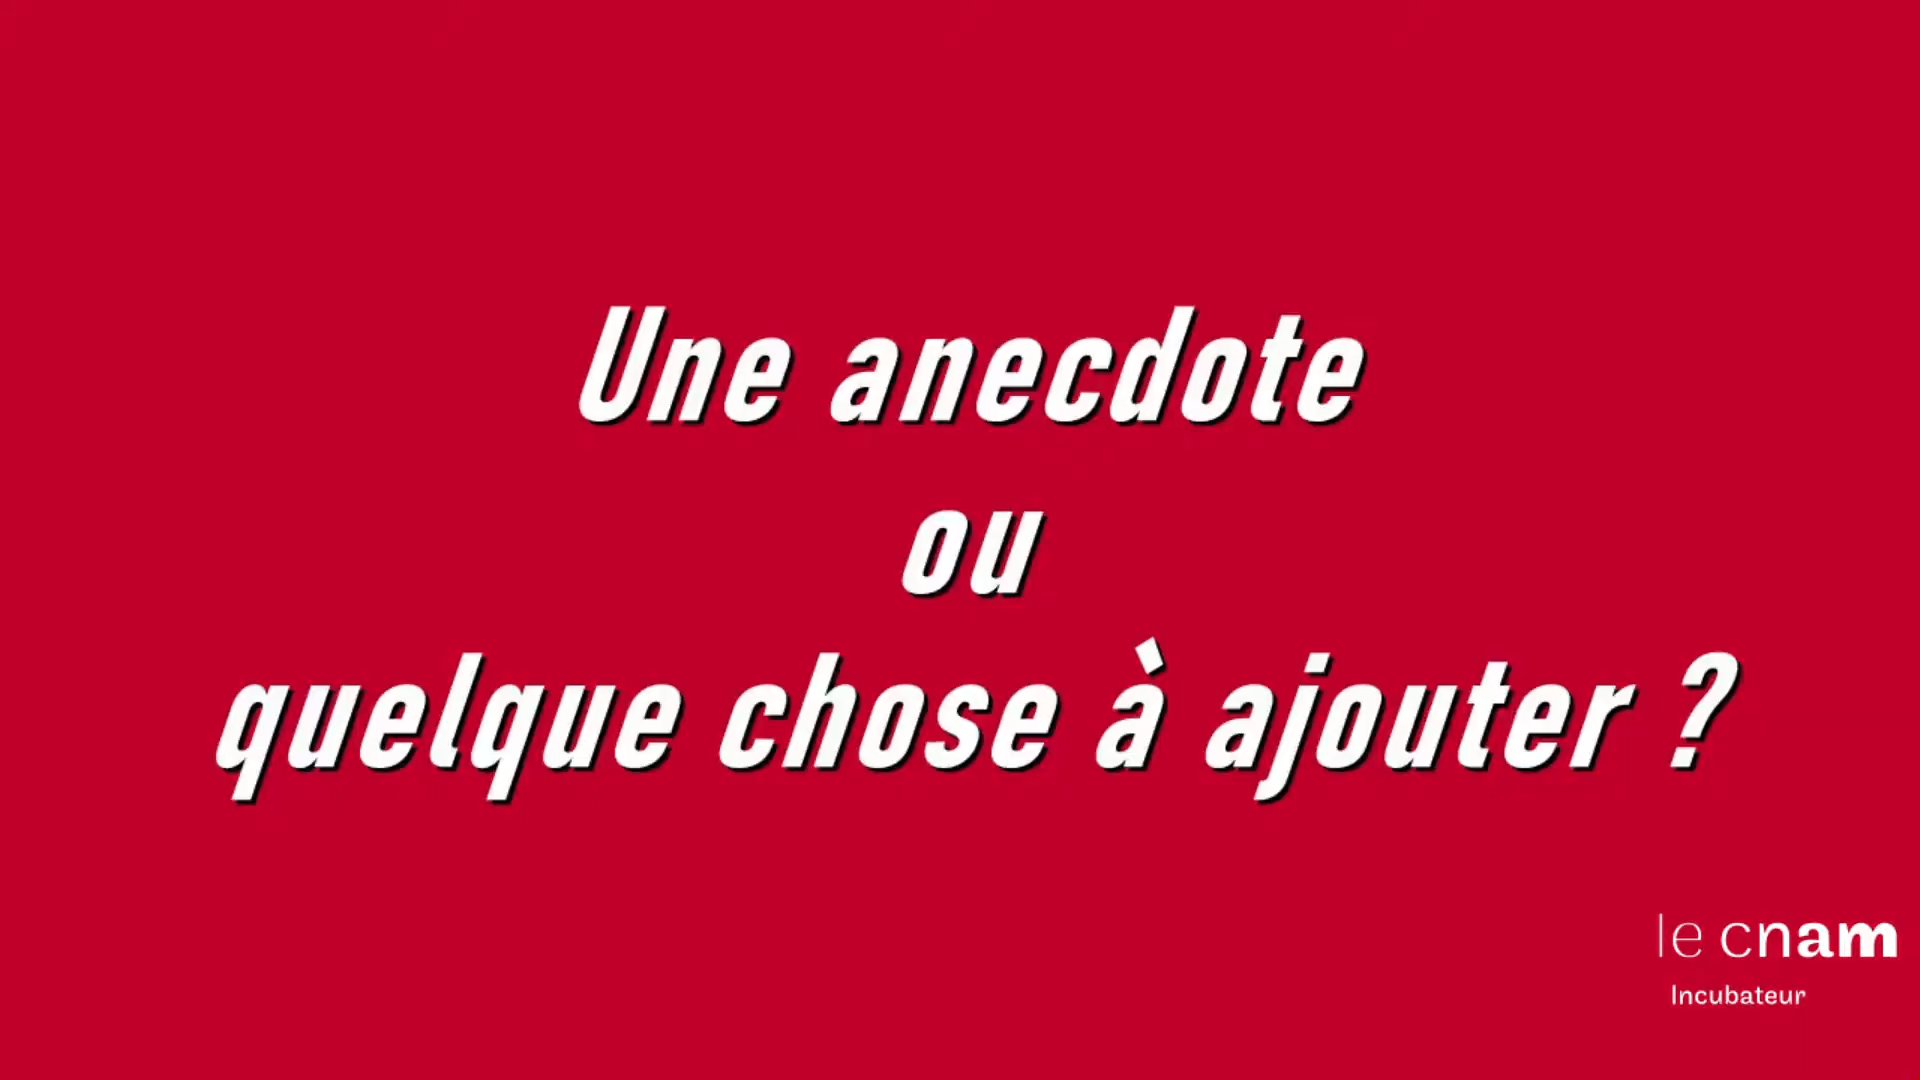 Une anecdote
ou
quelque chose à ajouter ?
le cnam
Incubateur